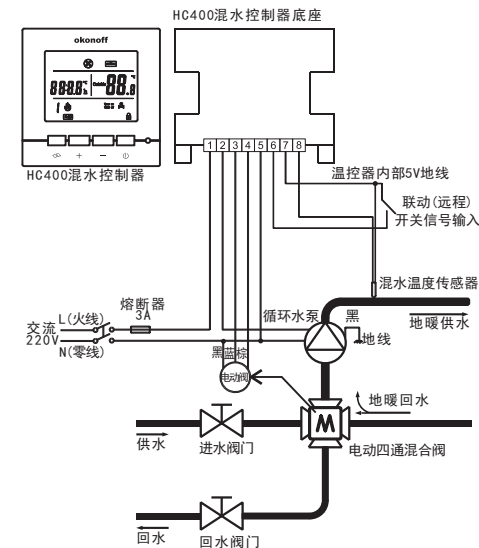 HC400混水控制器底座
okonoff
1 2 3 4 5 6 7 8
+ −
HC400混水控制器
温控器内部5V地线
联动(远程)
开关信号输入
混水温度传感器
熔断器
3A
L(火线)
交流
220V
N(零线)
循环水泵
黑
地暖供水
地线
黑蓝棕
电动阀
地暖回水
供水
进水阀门
电动四通混合阀
回水
回水阀门